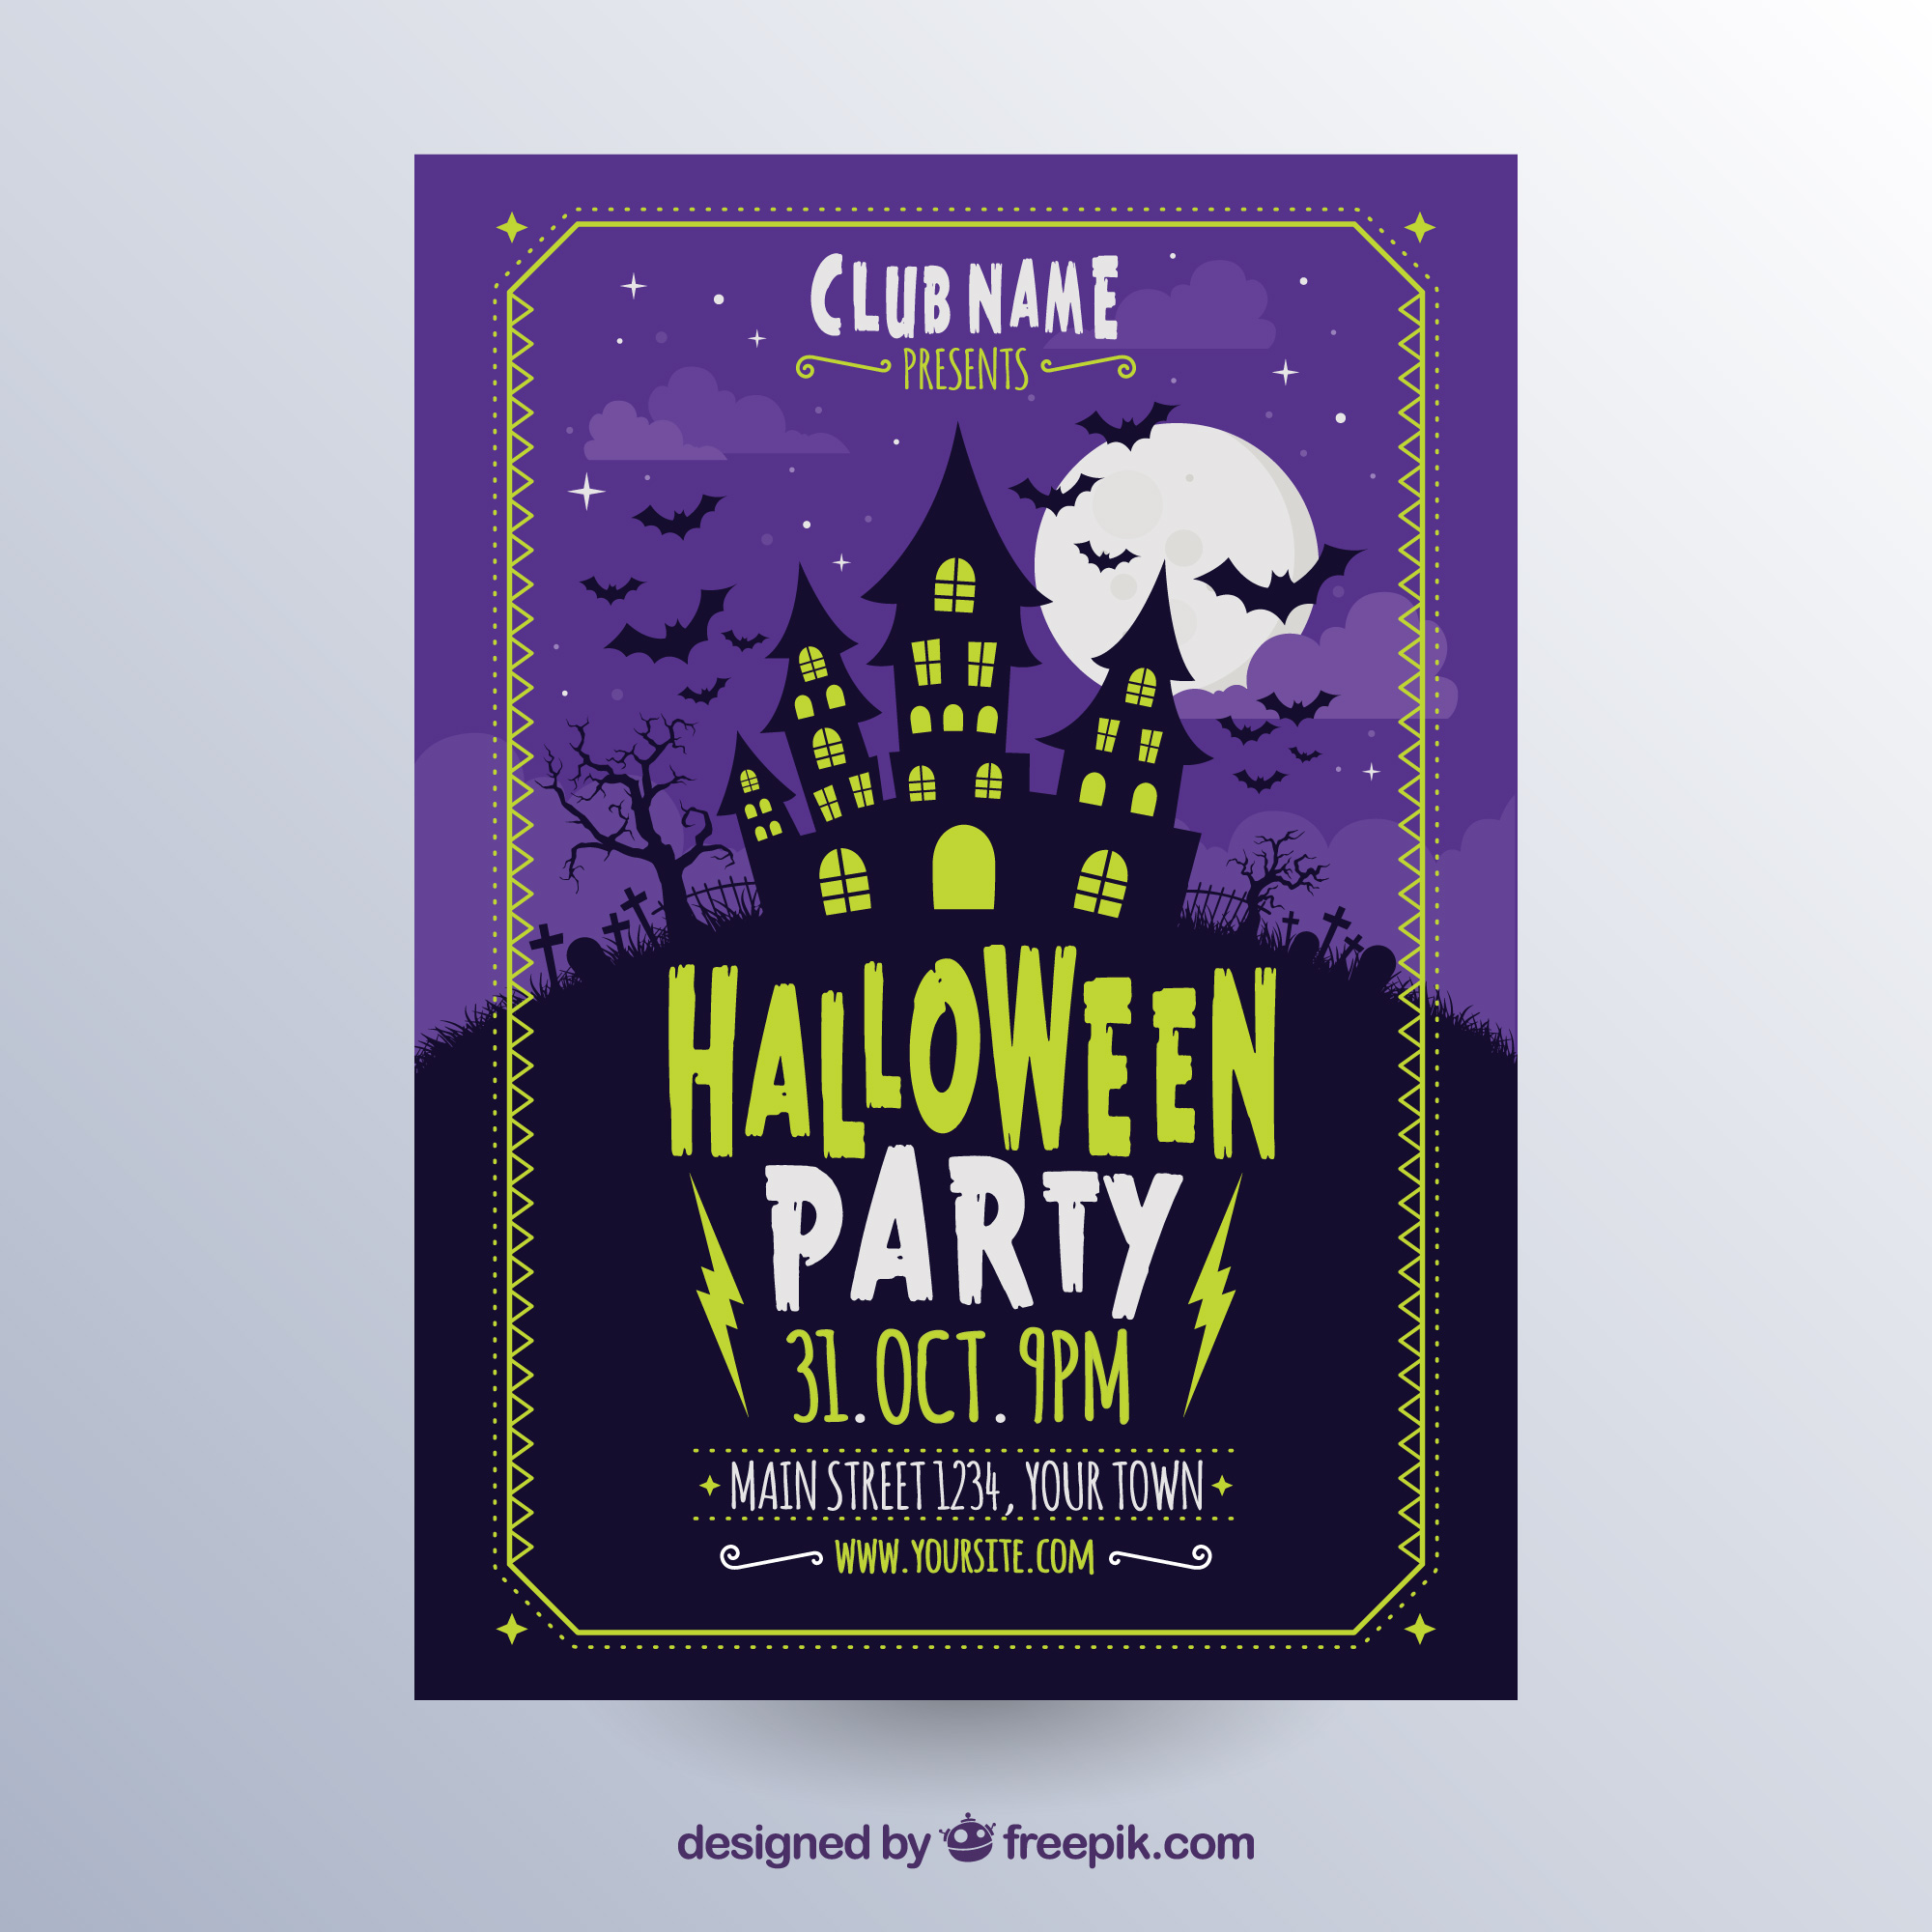 CLUB NAME
PRESENTS
HALLOWEEN
PARTY
31.OCT.9PM
MAIN STREET 1234, YOUR TOWN
WWW.YOURSITE.COM
designed by freepik.com